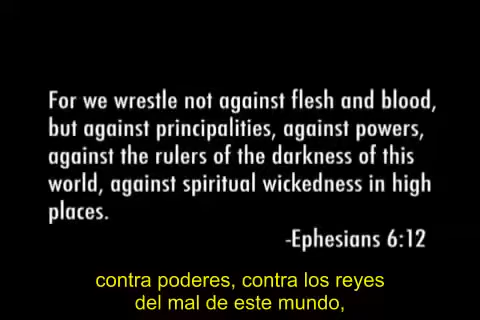 For we wrestle not against flesh and blood,
but against principalities, against powers,
against the rulers of the darkness of this
world, against spiritual wickedness in high
places.
-Ephesians 6:12
contra poderes, contra los reyes
del mal de este mundo,